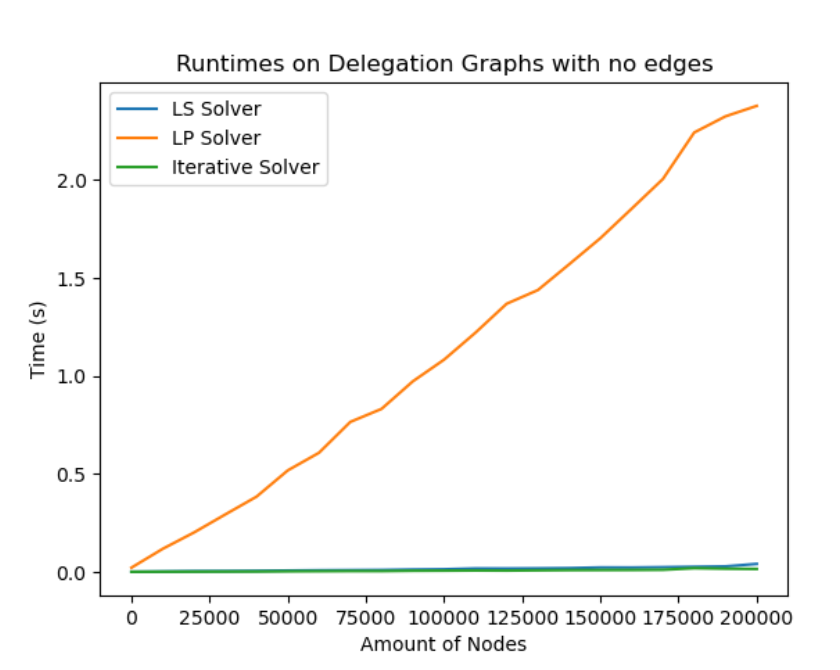 Runtimes on Delegation Graphs with no edges
LS Solver
LP Solver
Iterative Solver
2.0
1.5
1.0
0.5
0.0
Time (s)
0 25000 50000 75000 100000 125000 150000 175000 200000
Amount of Nodes